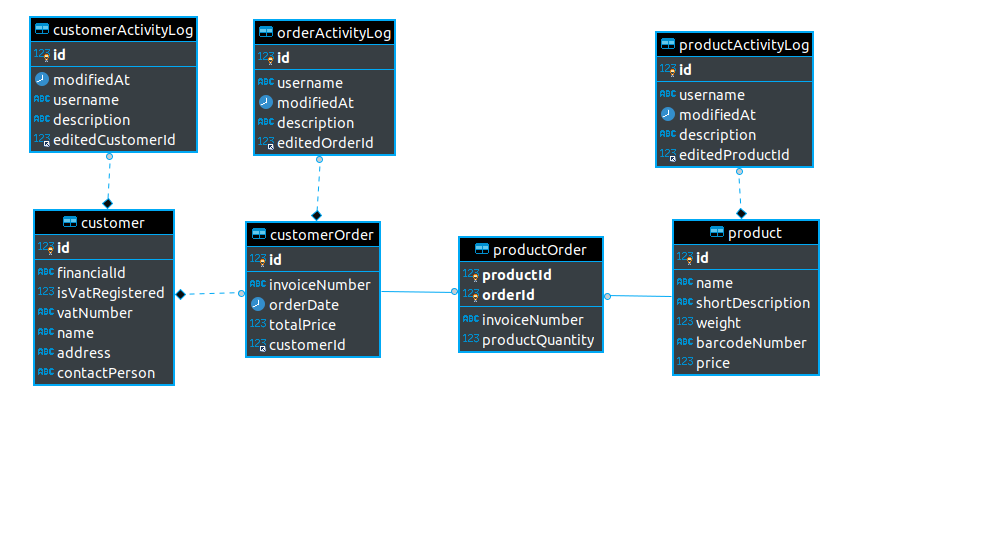 customerActivityLog
123 id
modifiedAt
ABC username
ABC description
123 editedCustomerId
orderActivityLog
123 id
ABC username
modifiedAt
ABC description
123 editedOrderId
productActivityLog
123 id
ABC username
modifiedAt
ABC description
123 editedProductId
customer
123 id
ABC financialId
123 isVatRegistered
ABC vatNumber
ABC name
ABC address
ABC contactPerson
customerOrder
123 id
ABC invoiceNumber
orderDate
123 totalPrice
123 customerId
productOrder
123 productId
123 orderId
ABC invoiceNumber
123 productQuantity
product
123 id
ABC name
ABC shortDescription
123 weight
ABC barcodeNumber
123 price